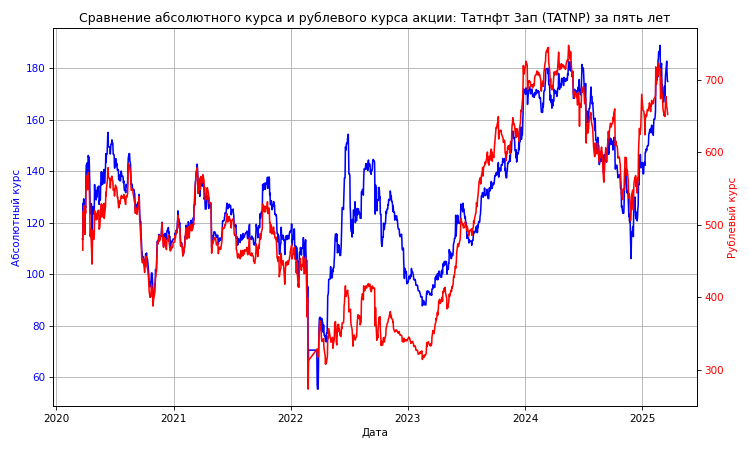 Сравнение абсолютного курса и рублевого курса акции: Татнфт 3ап (TATNP) за пять лет
Абсолютный курс
180
160
140
120
100
80
60
700
600
500
400
300
Рублевый курс
2020 2021 2022 2023 2024 2025
Дата